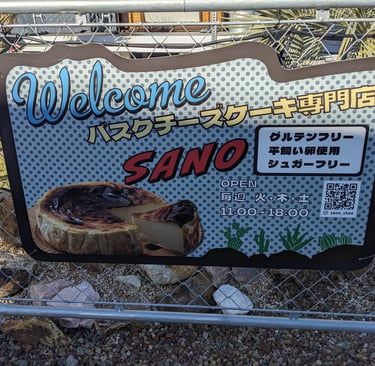 Welcome
バスクチーズケーキ専門店
SANO
グルテンフリー
平飼い卵使用
シュガーフリー
OPEN
毎週 火・木・土
11:00-18:00